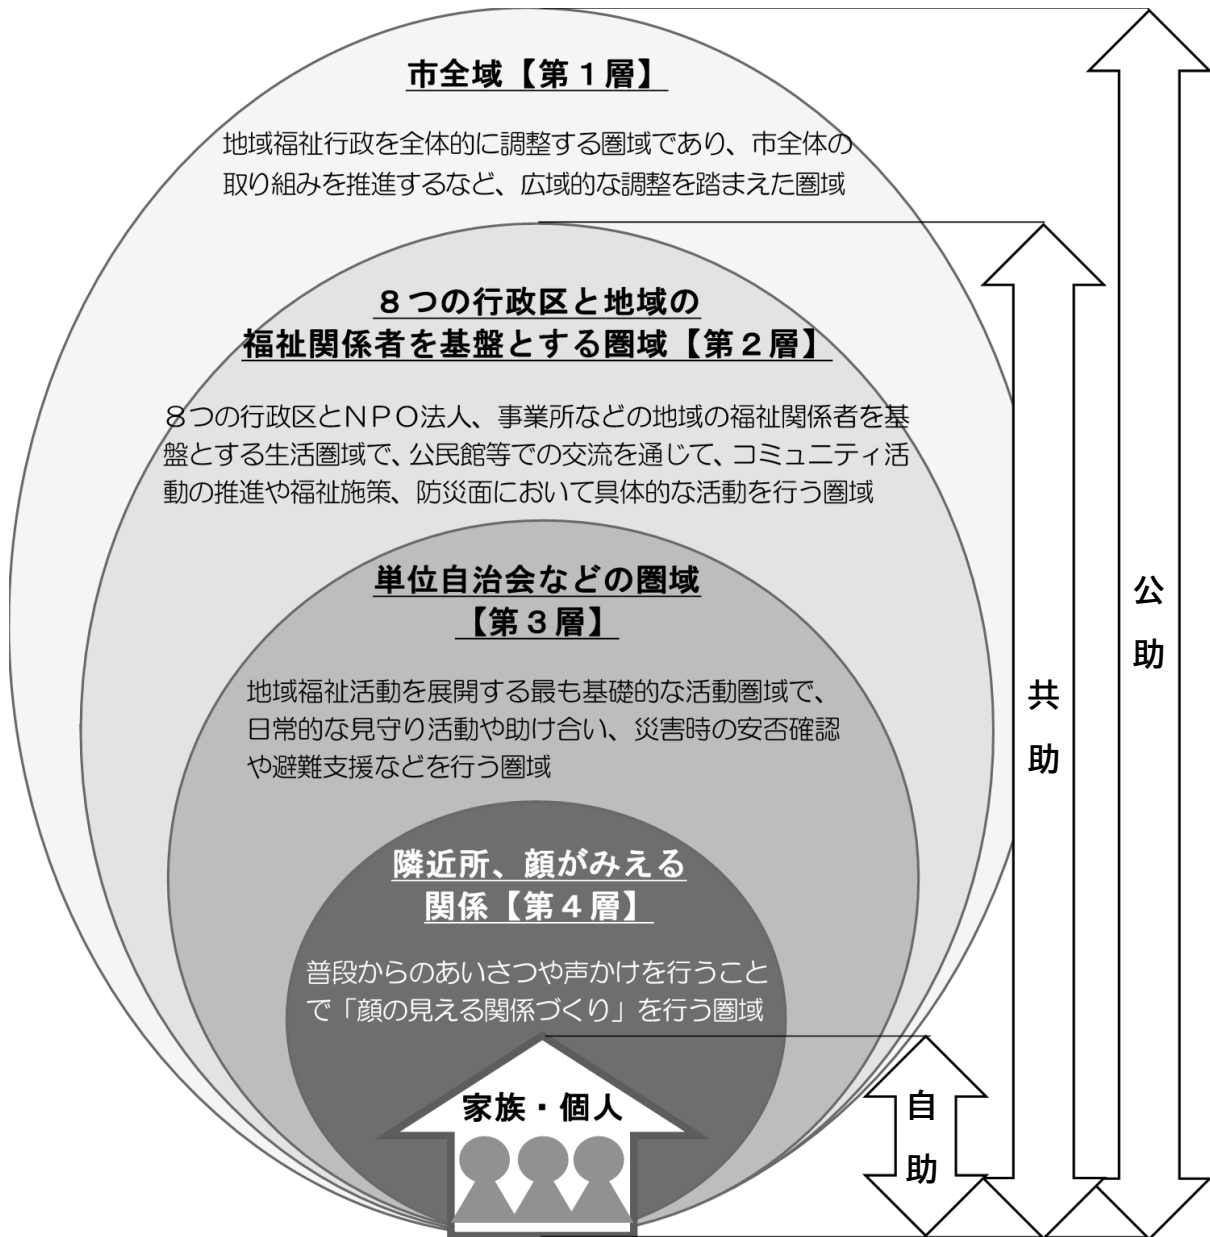 市全域【第１層】
地域福祉行政を全体的に調整する圏域であり、市全体の
取り組みを推進するなど、広域的な調整を踏まえた圏域
８つの行政区と地域の
福祉関係者を基盤とする圏域【第２層】
８つの行政区とＮＰＯ法人、事業所などの地域の福祉関係者を基
盤とする生活圏域で、公民館等での交流を通じて、コミュニティ活
動の推進や福祉施策、防災面において具体的な活動を行う圏域
単位自治会などの圏域
【第３層】
地域福祉活動を展開する最も基礎的な活動圏域で、
日常的な見守り活動や助け合い、災害時の安否確認
や避難支援などを行う圏域
隣近所、顔がみえる
関係【第４層】
普段からのあいさつや声かけを行うこと
で「顔の見える関係づくり」を行う圏域
家族・個人
自助
共助
公助